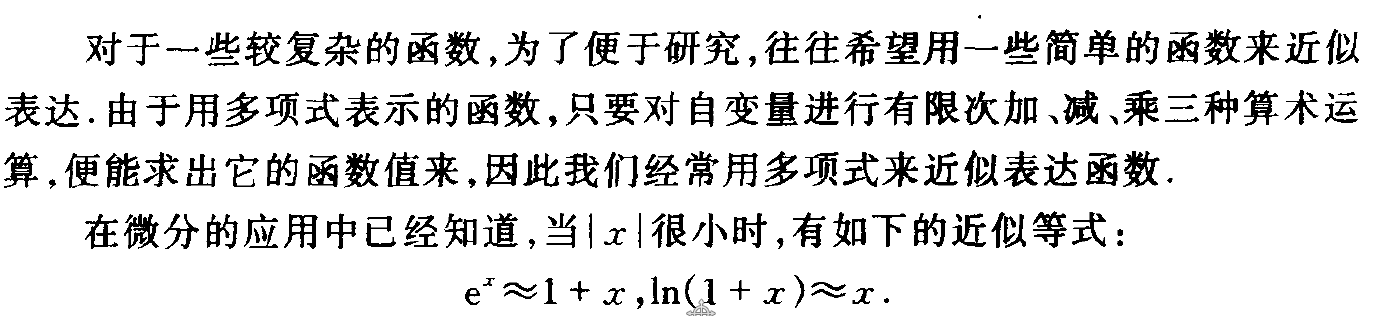 对于一些较复杂的函数,为了便于研究,往往希望用一些简单的函数来近似
表达.由于用多项式表示的函数,只要对自变量进行有限次加、减、乘三种算术运
算,便能求出它的函数值来,因此我们经常用多项式来近似表达函数.
在微分的应用中已经知道,当|x|很小时,有如下的近似等式:
eˣ≈1+x,ln(1+x)≈x.